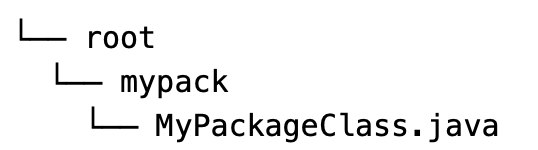 └── root
└── mypack
└── MyPackageClass.java